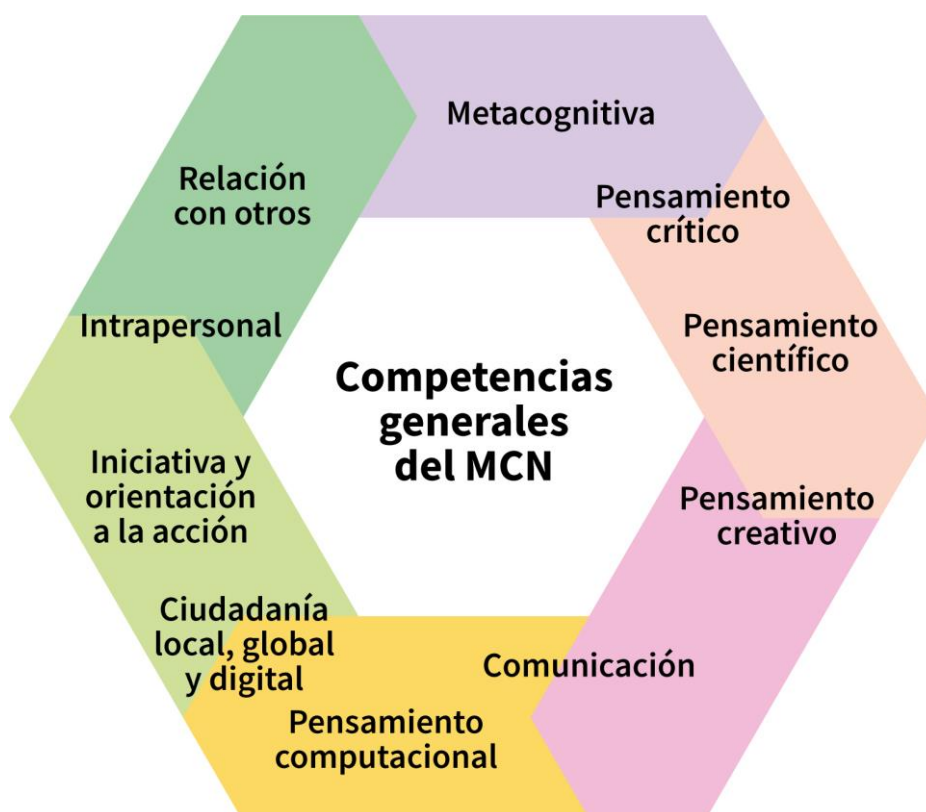 Metacognitiva
Pensamiento
crítico
Pensamiento
científico
Pensamiento
creativo
Comunicación
Pensamiento
computacional
Ciudadanía
local, global
y digital
Iniciativa y
orientación
a la acción
Intrapersonal
Relación
con otros
Competencias
generales
del MCN